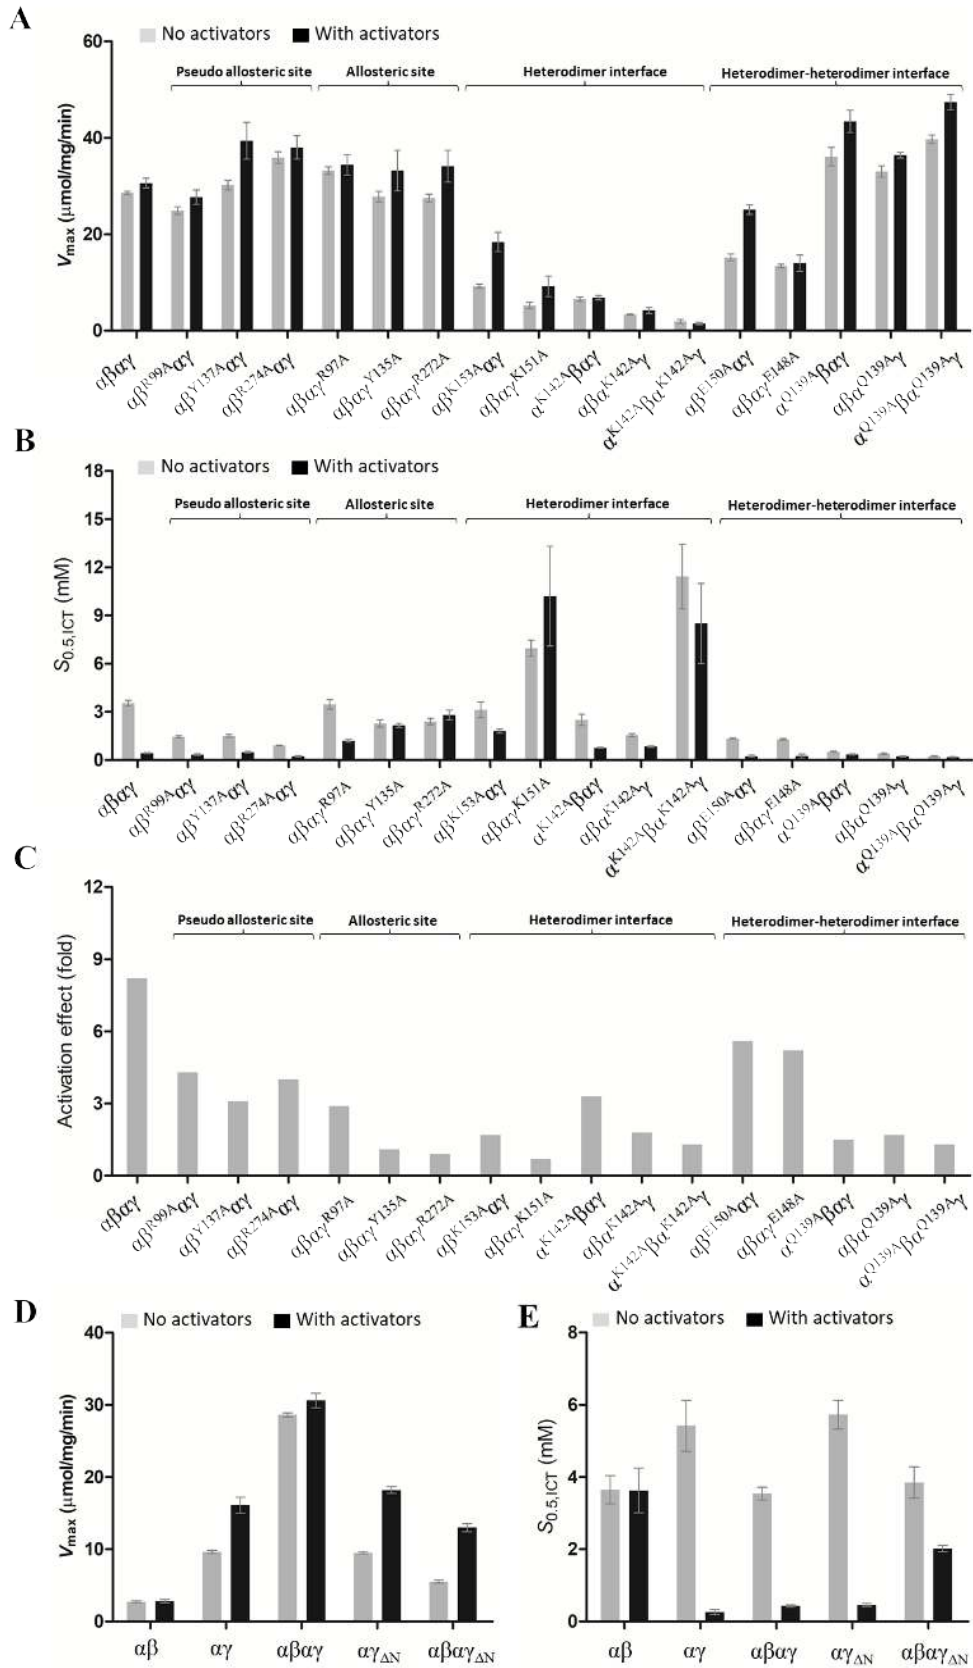 A
No activators With activators
Pseudo allosteric site Allosteric site Heterodimer interface Heterodimer-heterodimer interface
60
40
20
0
Vmax (μmol/mg/min)
αβαγ αβR99Aαγ αβY137Aαγ αβR274Aαγ αβαγR97A αβαγY135A αβαγR272A αβK153Aαγ αβαγK151A αK142Aβαγ αβαK142Aγ αK142AβαK142Aγ αβE150Aαγ αβαγE148A αQ139Aβαγ αβαQ139Aγ αQ139AβαQ139Aγ
B
No activators With activators
Pseudo allosteric site Allosteric site Heterodimer interface Heterodimer-heterodimer interface
18
15
12
9
6
3
0
S0.5,ICT (mM)
αβαγ αβR99Aαγ αβY137Aαγ αβR274Aαγ αβαγR97A αβαγY135A αβαγR272A αβK153Aαγ αβαγK151A αK142Aβαγ αβαK142Aγ αK142AβαK142Aγ αβE150Aαγ αβαγE148A αQ139Aβαγ αβαQ139Aγ αQ139AβαQ139Aγ
C
Pseudo allosteric site Allosteric site Heterodimer interface Heterodimer-heterodimer interface
12
9
6
3
0
Activation effect (fold)
αβαγ αβR99Aαγ αβY137Aαγ αβR274Aαγ αβαγR97A αβαγY135A αβαγR272A αβK153Aαγ αβαγK151A αK142Aβαγ αβαK142Aγ αK142AβαK142Aγ αβE150Aαγ αβαγE148A αQ139Aβαγ αβαQ139Aγ αQ139AβαQ139Aγ
D
No activators With activators
40
30
20
10
0
Vmax (μmol/mg/min)
αβ αγ αβαγ αγΔN αβαγΔN
E
No activators With activators
8
6
4
2
0
S0.5,ICT (mM)
αβ αγ αβαγ αγΔN αβαγΔN